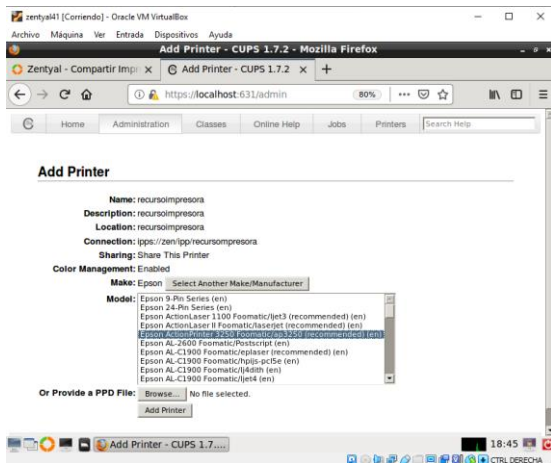 zentyal41 [Corriendo] - Oracle VM VirtualBox
Archivo Máquina Ver Entrada Dispositivos Ayuda
Add Printer - CUPS 1.7.2 - Mozilla Firefox
Zentyal - Compartir Impr
Add Printer - CUPS 1.7.2
https://localhost:631/admin
80%
Home Administration Classes Online Help Jobs Printers Search Help
Add Printer
Name: recursoimpresora
Description: recursoimpresora
Location: recursoimpresora
Connection: ipps://zen/ipp/recursompresora
Sharing: Share This Printer
Color Management: Enabled
Make: Epson Select Another Make/Manufacturer
Model:
Epson 9-Pin Series (en)
Epson 24-Pin Series (en)
Epson ActionLaser 1100 Foomatic/ljet3 (recommended) (en)
Epson ActionLaser II Foomatic/laserjet (recommended) (en)
Epson ActionPrinter 3250 Foomatic/ap3250 (recommended) (en)
Epson AL-2600 Foomatic/Postscript (en)
Epson AL-C1900 Foomatic/eplaser (recommended) (en)
Epson AL-C1900 Foomatic/hpijs-pcl5e (en)
Epson AL-C1900 Foomatic/lj4dith (en)
Epson AL-C1900 Foomatic/ljet4 (en)
Or Provide a PPD File: Browse... No file selected.
Add Printer
Add Printer - CUPS 1.7....
18:45
CTRL DERECHA